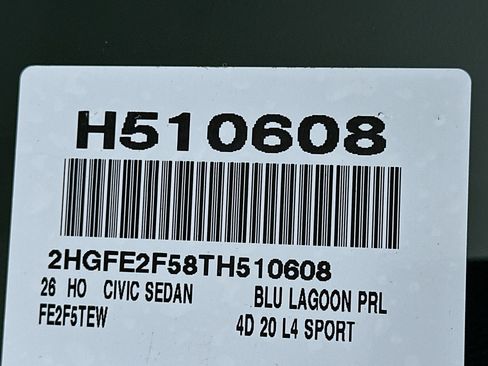 H510608
2HGFE2F58TH510608
26 HO CIVIC SEDAN BLU LAGOON PRL
FE2F5TEW 4D 20 L4 SPORT